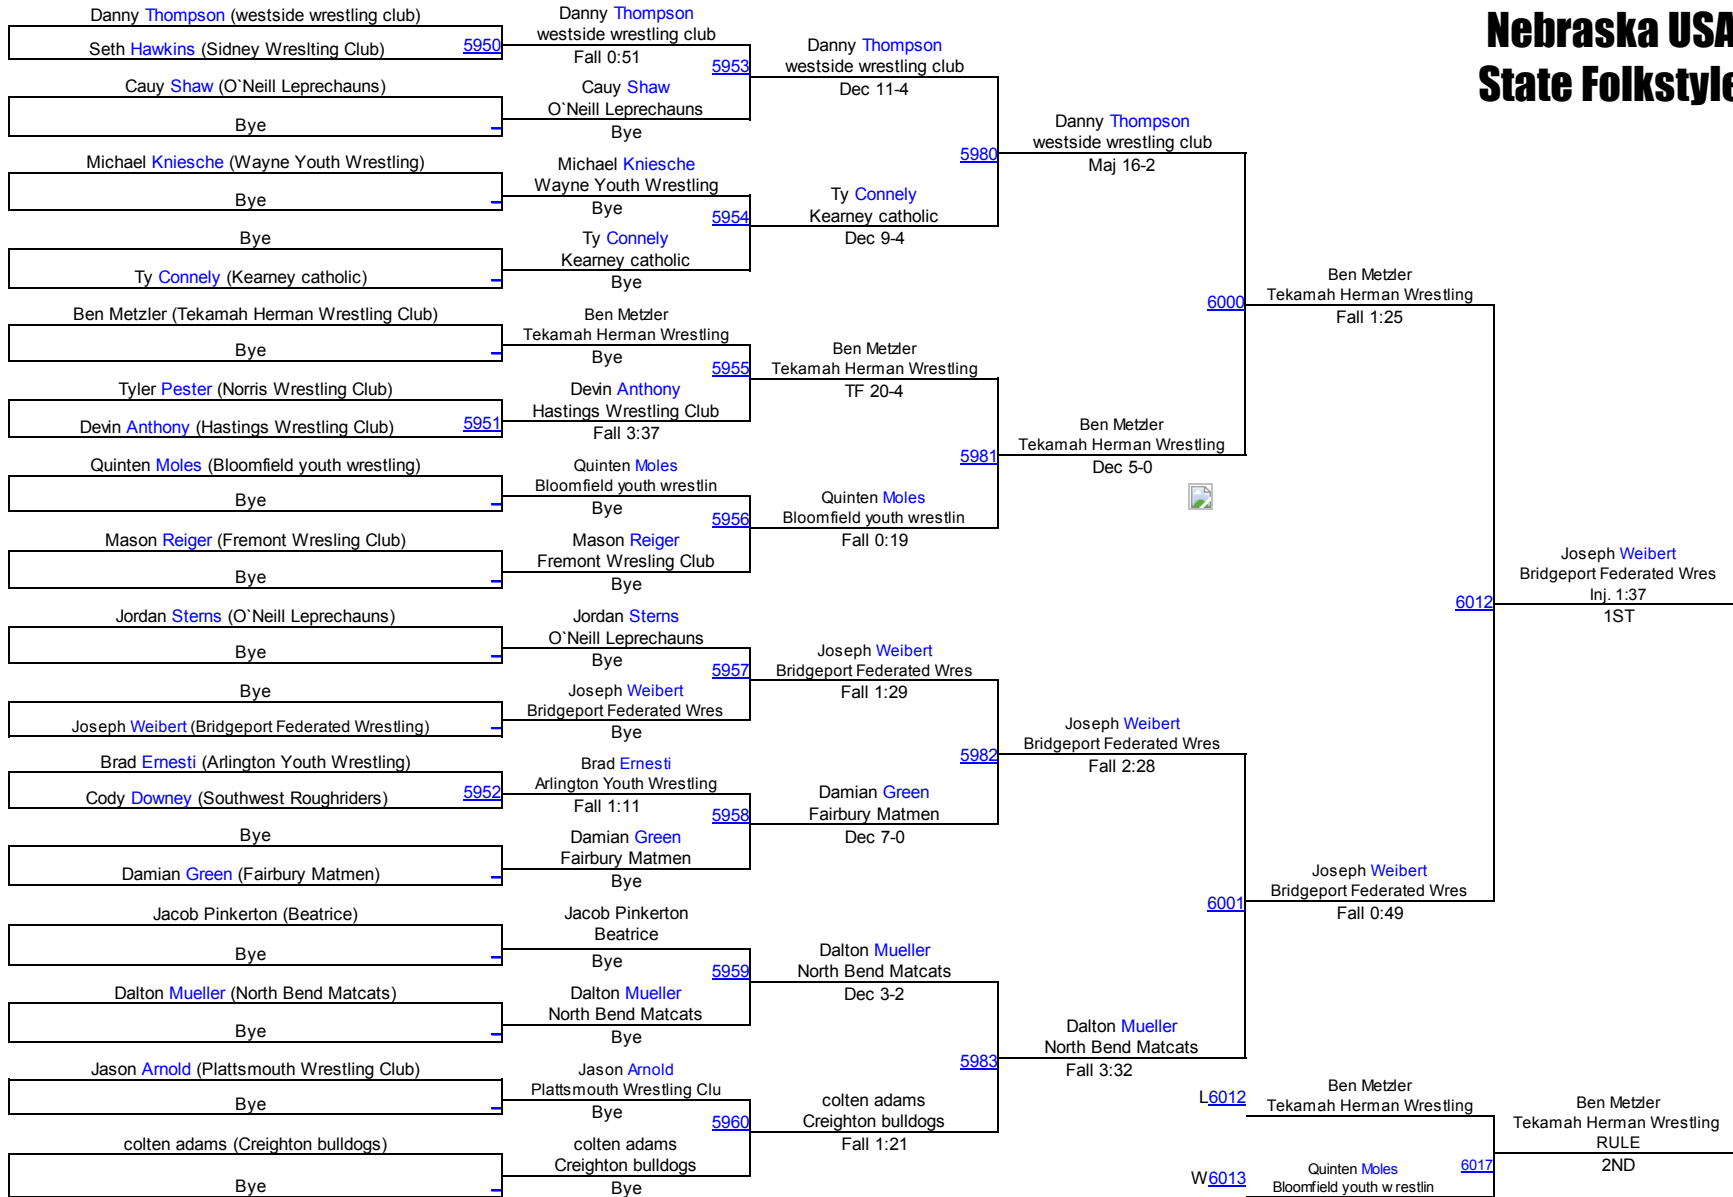 Nebraska USA
State Folkstyle
Danny Thompson (westside wrestling club)
Seth Hawkins (Sidney Wreslting Club) 5950
Cauy Shaw (O`Neill Leprechauns)
Bye
Michael Kniesche (Wayne Youth Wrestling)
Bye
Bye
Ty Connely (Kearney catholic)
Ben Metzler (Tekamah Herman Wrestling Club)
Bye
Tyler Pester (Norris Wrestling Club)
Devin Anthony (Hastings Wrestling Club) 5951
Quinten Moles (Bloomfield youth wrestling)
Bye
Mason Reiger (Fremont Wresling Club)
Bye
Jordan Sterns (O`Neill Leprechauns)
Bye
Bye
Joseph Weibert (Bridgeport Federated Wrestling)
Brad Ernesti (Arlington Youth Wrestling)
Cody Downey (Southwest Roughriders) 5952
Bye
Damian Green (Fairbury Matmen)
Jacob Pinkerton (Beatrice)
Bye
Dalton Mueller (North Bend Matcats)
Bye
Jason Arnold (Plattsmouth Wrestling Club)
Bye
colten adams (Creighton bulldogs)
Bye
Danny Thompson
westside wrestling club
Fall 0:51
5953
Cauy Shaw
O`Neill Leprechauns
Bye
Michael Kniesche
Wayne Youth Wrestling
Bye
5954
Ty Connely
Kearney catholic
Bye
Ben Metzler
Tekamah Herman Wrestling
Bye
5955
Devin Anthony
Hastings Wrestling Club
Fall 3:37
Quinten Moles
Bloomfield youth wrestlin
Bye
5956
Mason Reiger
Fremont Wresling Club
Bye
Jordan Sterns
O`Neill Leprechauns
Bye
5957
Joseph Weibert
Bridgeport Federated Wres
Bye
Brad Ernesti
Arlington Youth Wrestling
Fall 1:11
5958
Damian Green
Fairbury Matmen
Bye
Jacob Pinkerton
Beatrice
Bye
5959
Dalton Mueller
North Bend Matcats
Bye
Jason Arnold
Plattsmouth Wrestling Clu
Bye
5960
colten adams
Creighton bulldogs
Bye
Danny Thompson
westside wrestling club
Dec 11-4
5980
Ty Connely
Kearney catholic
Dec 9-4
Ben Metzler
Tekamah Herman Wrestling
TF 20-4
5981
Quinten Moles
Bloomfield youth wrestlin
Fall 0:19
Joseph Weibert
Bridgeport Federated Wres
Fall 1:29
5982
Damian Green
Fairbury Matmen
Dec 7-0
Dalton Mueller
North Bend Matcats
Dec 3-2
5983
colten adams
Creighton bulldogs
Fall 1:21
Danny Thompson
westside wrestling club
Maj 16-2
6000
Ben Metzler
Tekamah Herman Wrestling
Dec 5-0
Joseph Weibert
Bridgeport Federated Wres
Fall 2:28
6001
Dalton Mueller
North Bend Matcats
Fall 3:32
Ben Metzler
Tekamah Herman Wrestling
Fall 1:25
6012
Joseph Weibert
Bridgeport Federated Wres
Fall 0:49
Joseph Weibert
Bridgeport Federated Wres
Inj. 1:37
1ST
L6012
Ben Metzler
Tekamah Herman Wrestling
W6013
Quinten Moles
Bloomfield youth wrestlin
6017
Ben Metzler
Tekamah Herman Wrestling
RULE
2ND